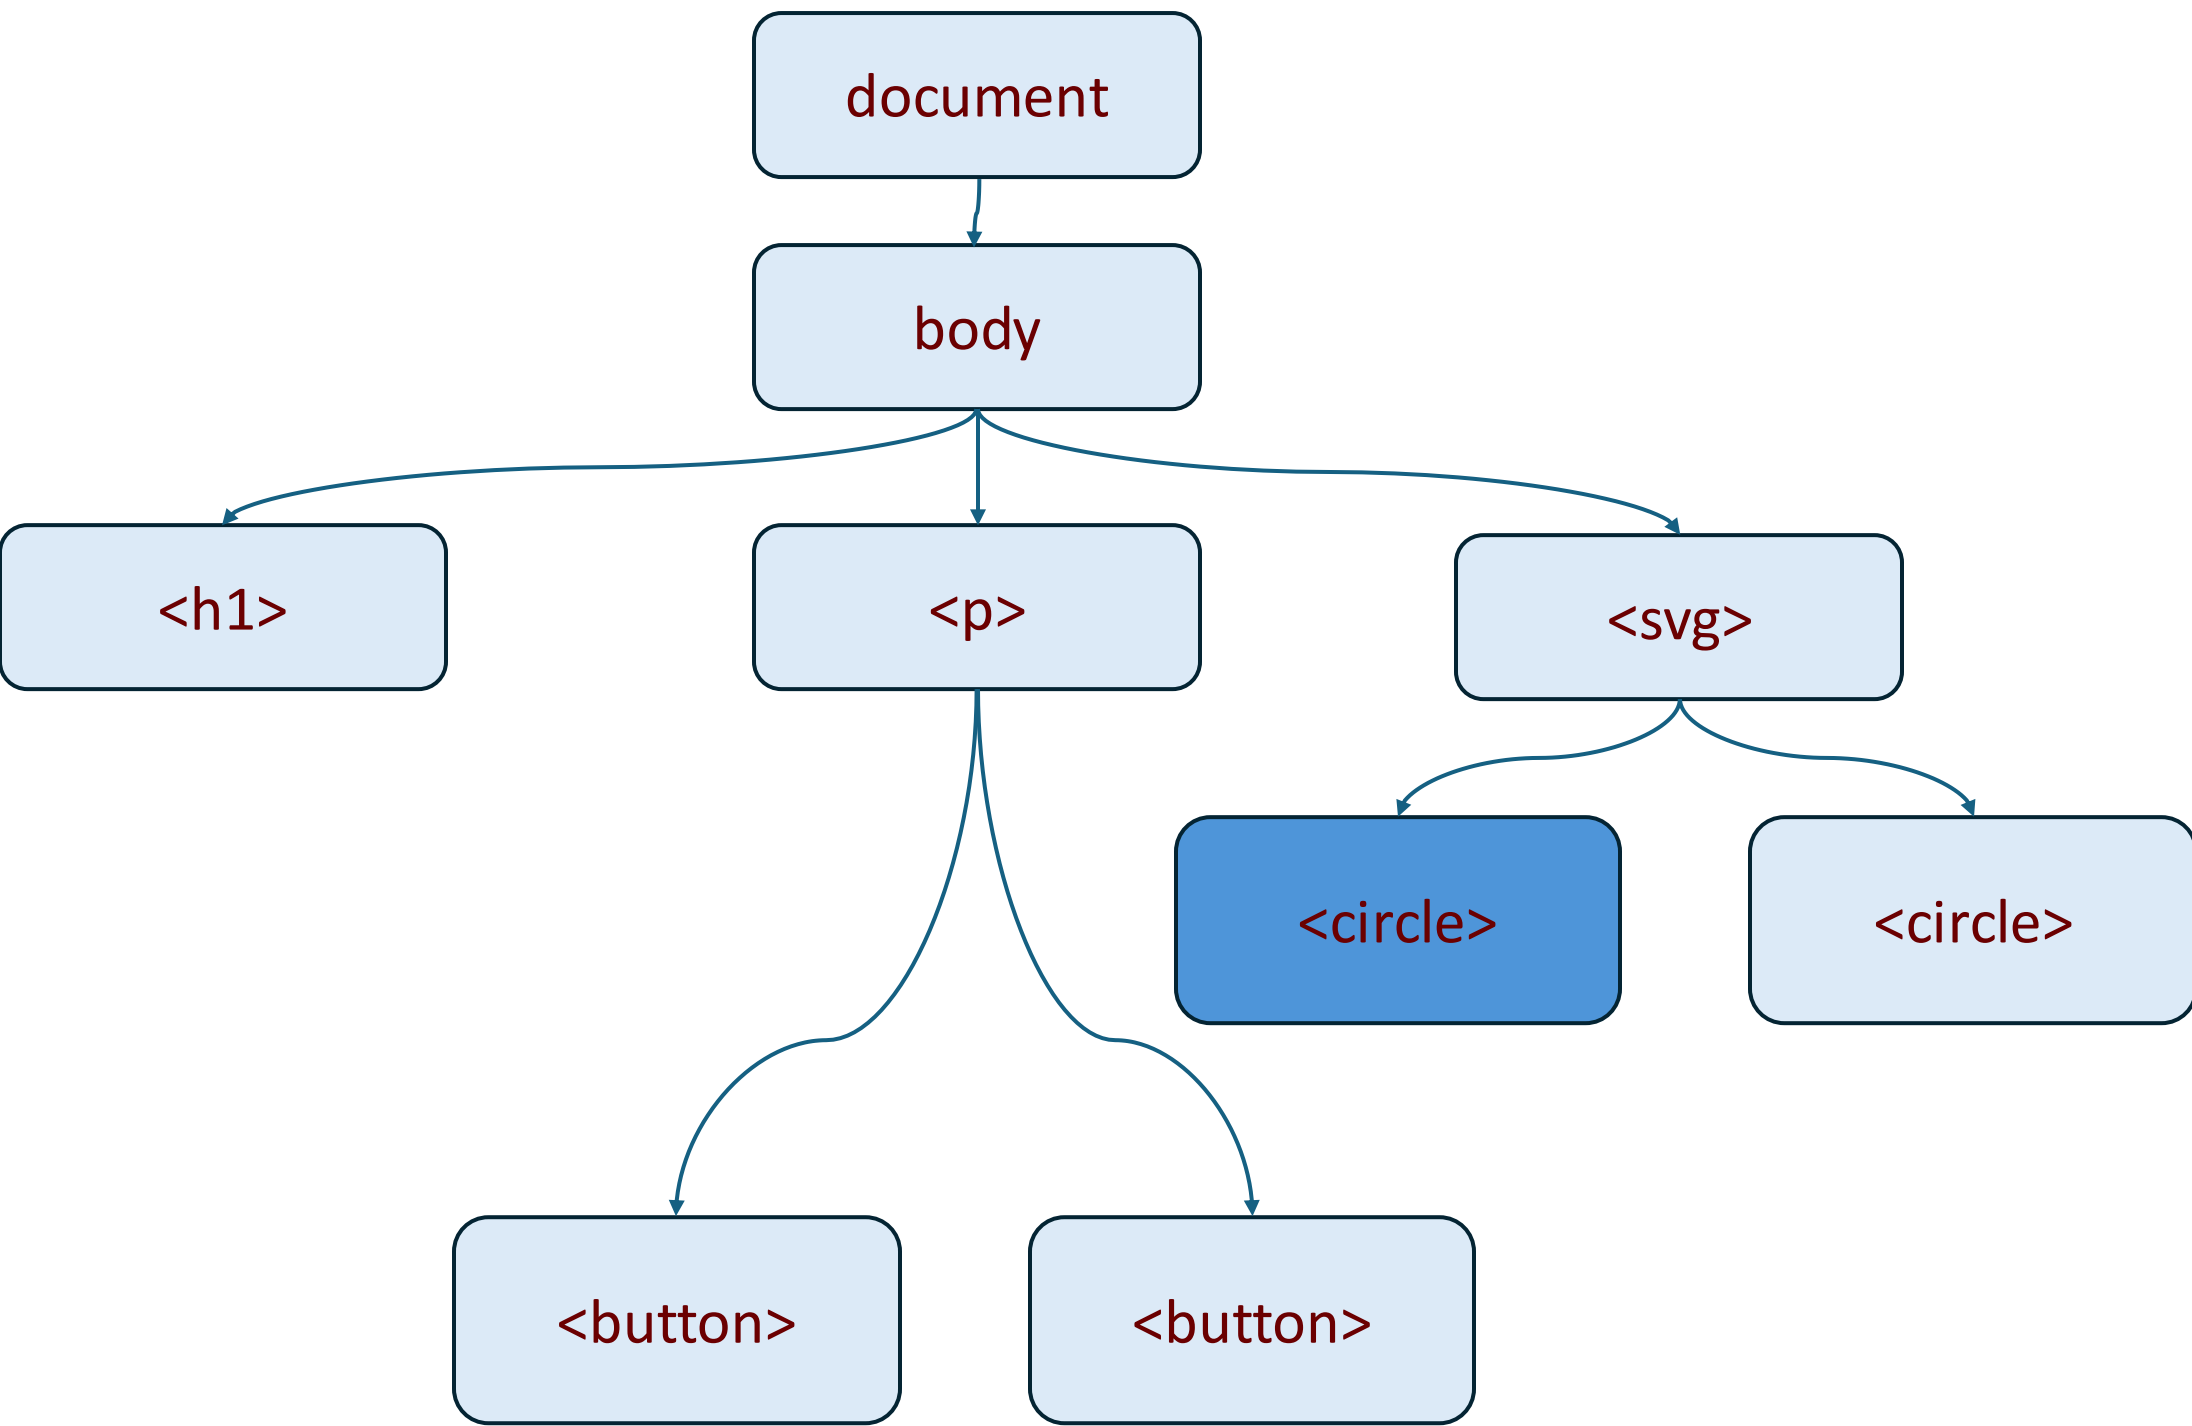 document
body
<h1>
<p>
<svg>
<circle>
<circle>
<button>
<button>